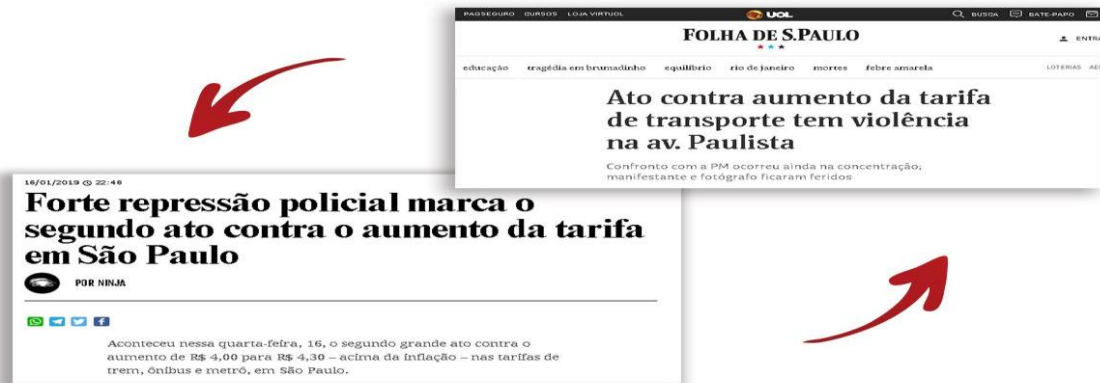 PAGSEGURO CURSOS LOJA VIRTUOL
UOL
BUSCA BATE-PAPO
FOLHA DE S.PAULO
ENTRA
educação tragédia em brumadinho equilíbrio rio de janeiro mortes febre amarela
LOTERIAS
Ato contra aumento da tarifa
de transporte tem violência
na av. Paulista
Confronto com a PM ocorreu ainda na concentração;
manifestante e fotógrafo ficaram feridos
16/01/2019 22:46
Forte repressão policial marca o
segundo ato contra o aumento da tarifa
em São Paulo
POR NINJA
Aconteceu nessa quarta-feira, 16, o segundo grande ato contra o
aumento de R$ 4,00 para R$ 4,30 – acima da inflação – nas tarifas de
trem, ônibus e metrô, em São Paulo.